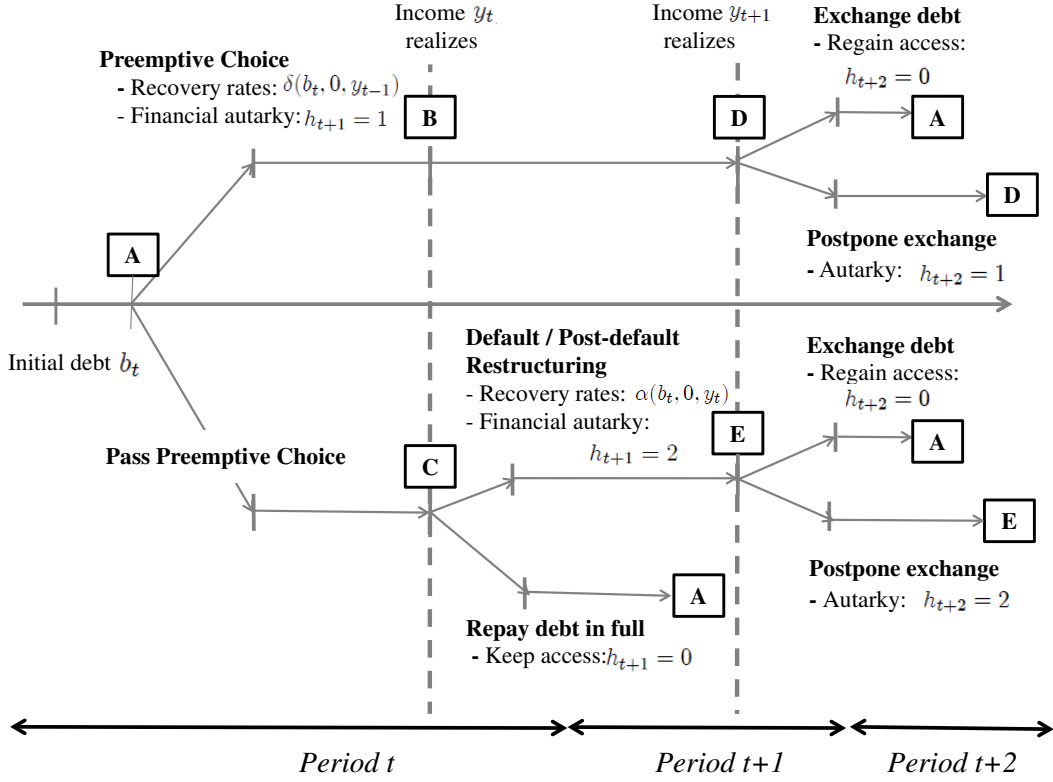 Income y_t
realizes
Income y_{t+1}
realizes
Preemptive Choice
- Recovery rates: δ(b_t, 0, y_{t−1})
- Financial autarky: h_{t+1} = 1
B
D
Exchange debt
- Regain access:
h_{t+2} = 0
A
D
Postpone exchange
- Autarky: h_{t+2} = 1
A
Initial debt b_t
Default / Post-default
Restructuring
- Recovery rates: α(b_t, 0, y_t)
- Financial autarky:
h_{t+1} = 2
Pass Preemptive Choice
C
E
Exchange debt
- Regain access:
h_{t+2} = 0
A
E
Postpone exchange
- Autarky: h_{t+2} = 2
A
Repay debt in full
- Keep access: h_{t+1} = 0
Period t
Period t+1
Period t+2